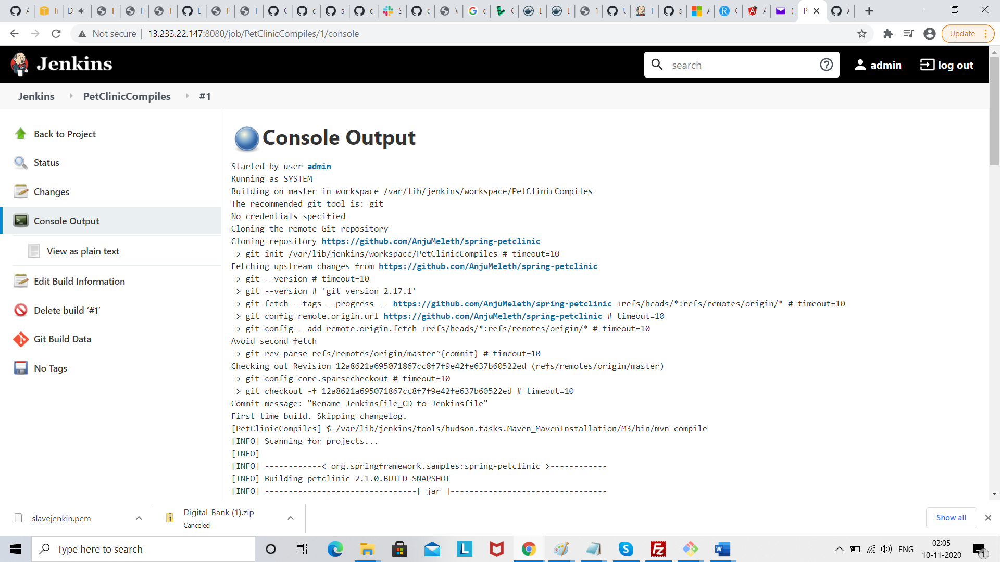 Not secure
13.233.22.147:8080/job/PetClinicCompiles/1/console
Update
Jenkins
search
admin
log out
Jenkins
PetClinicCompiles
#1
Back to Project
Status
Changes
Console Output
View as plain text
Edit Build Information
Delete build ‘#1’
Git Build Data
No Tags
Console Output
Started by user admin
Running as SYSTEM
Building on master in workspace /var/lib/jenkins/workspace/PetClinicCompiles
The recommended git tool is: git
No credentials specified
Cloning the remote Git repository
Cloning repository https://github.com/AnjuMeleth/spring-petclinic
> git init /var/lib/jenkins/workspace/PetClinicCompiles # timeout=10
Fetching upstream changes from https://github.com/AnjuMeleth/spring-petclinic
> git --version # timeout=10
> git --version # 'git version 2.17.1'
> git fetch --tags --progress -- https://github.com/AnjuMeleth/spring-petclinic +refs/heads/*:refs/remotes/origin/* # timeout=10
> git config remote.origin.url https://github.com/AnjuMeleth/spring-petclinic # timeout=10
> git config --add remote.origin.fetch +refs/heads/*:refs/remotes/origin/* # timeout=10
Avoid second fetch
> git rev-parse refs/remotes/origin/master^{commit} # timeout=10
Checking out Revision 12a8621a695071867cc8f7f9e42fe637b60522ed (refs/remotes/origin/master)
> git config core.sparsecheckout # timeout=10
> git checkout -f 12a8621a695071867cc8f7f9e42fe637b60522ed # timeout=10
Commit message: "Rename Jenkinsfile_CD to Jenkinsfile"
First time build. Skipping changelog.
[PetClinicCompiles] $ /var/lib/jenkins/tools/hudson.tasks.Maven_MavenInstallation/M3/bin/mvn compile
[INFO] Scanning for projects...
[INFO]
[INFO] ------------< org.springframework.samples:spring-petclinic >------------
[INFO] Building petclinic 2.1.0.BUILD-SNAPSHOT
[INFO] --------------------------------[ jar ]---------------------------------
slavejenkin.pem
Digital-Bank (1).zip
Canceled
Show all
Type here to search
ENG
02:05
10-11-2020
1